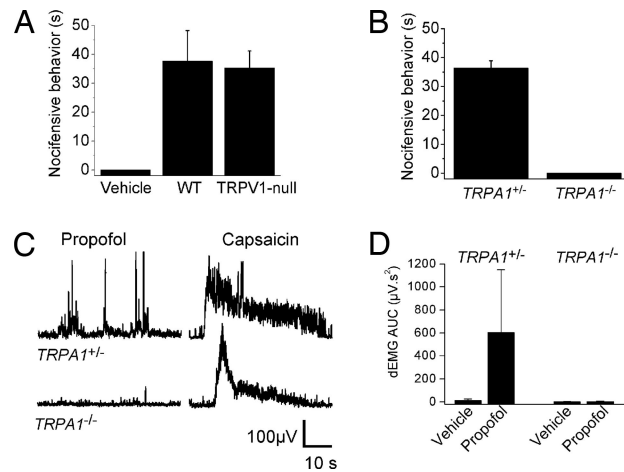 A
Nocifensive behavior (s)
50
40
30
20
10
0
Vehicle WT TRPV1-null
B
Nocifensive behavior (s)
50
40
30
20
10
0
TRPA1+/- TRPA1-/-
C
Propofol Capsaicin
TRPA1+/-
TRPA1-/-
100µV
10 s
D
TRPA1+/- TRPA1-/-
dEMG AUC (µV.s²)
1200
1000
800
600
400
200
0
Vehicle Propofol Vehicle Propofol